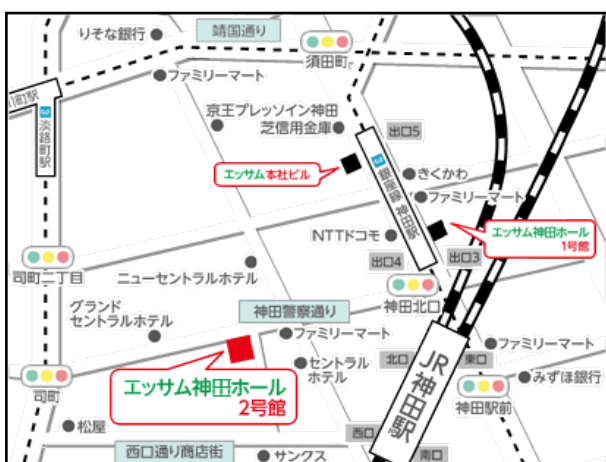 靖国通り
りそな銀行
須田町
ファミリーマート
京王プレッソイン神田
芝信用金庫
出口5
町駅
淡路町駅
エッサム本社ビル
銀座線 神田駅
きくかわ
ファミリーマート
エッサム神田ホール
1号館
NTTドコモ
出口4
出口3
司町二丁目
ニューセントラルホテル
神田北口
グランド
セントラルホテル
神田警察通り
ファミリーマート
セントラル
ホテル
北口
JR神田駅
東口
ファミリーマート
みずほ銀行
神田駅前
司町
エッサム神田ホール
2号館
松屋
西口通り商店街
サンクス
西口
南口